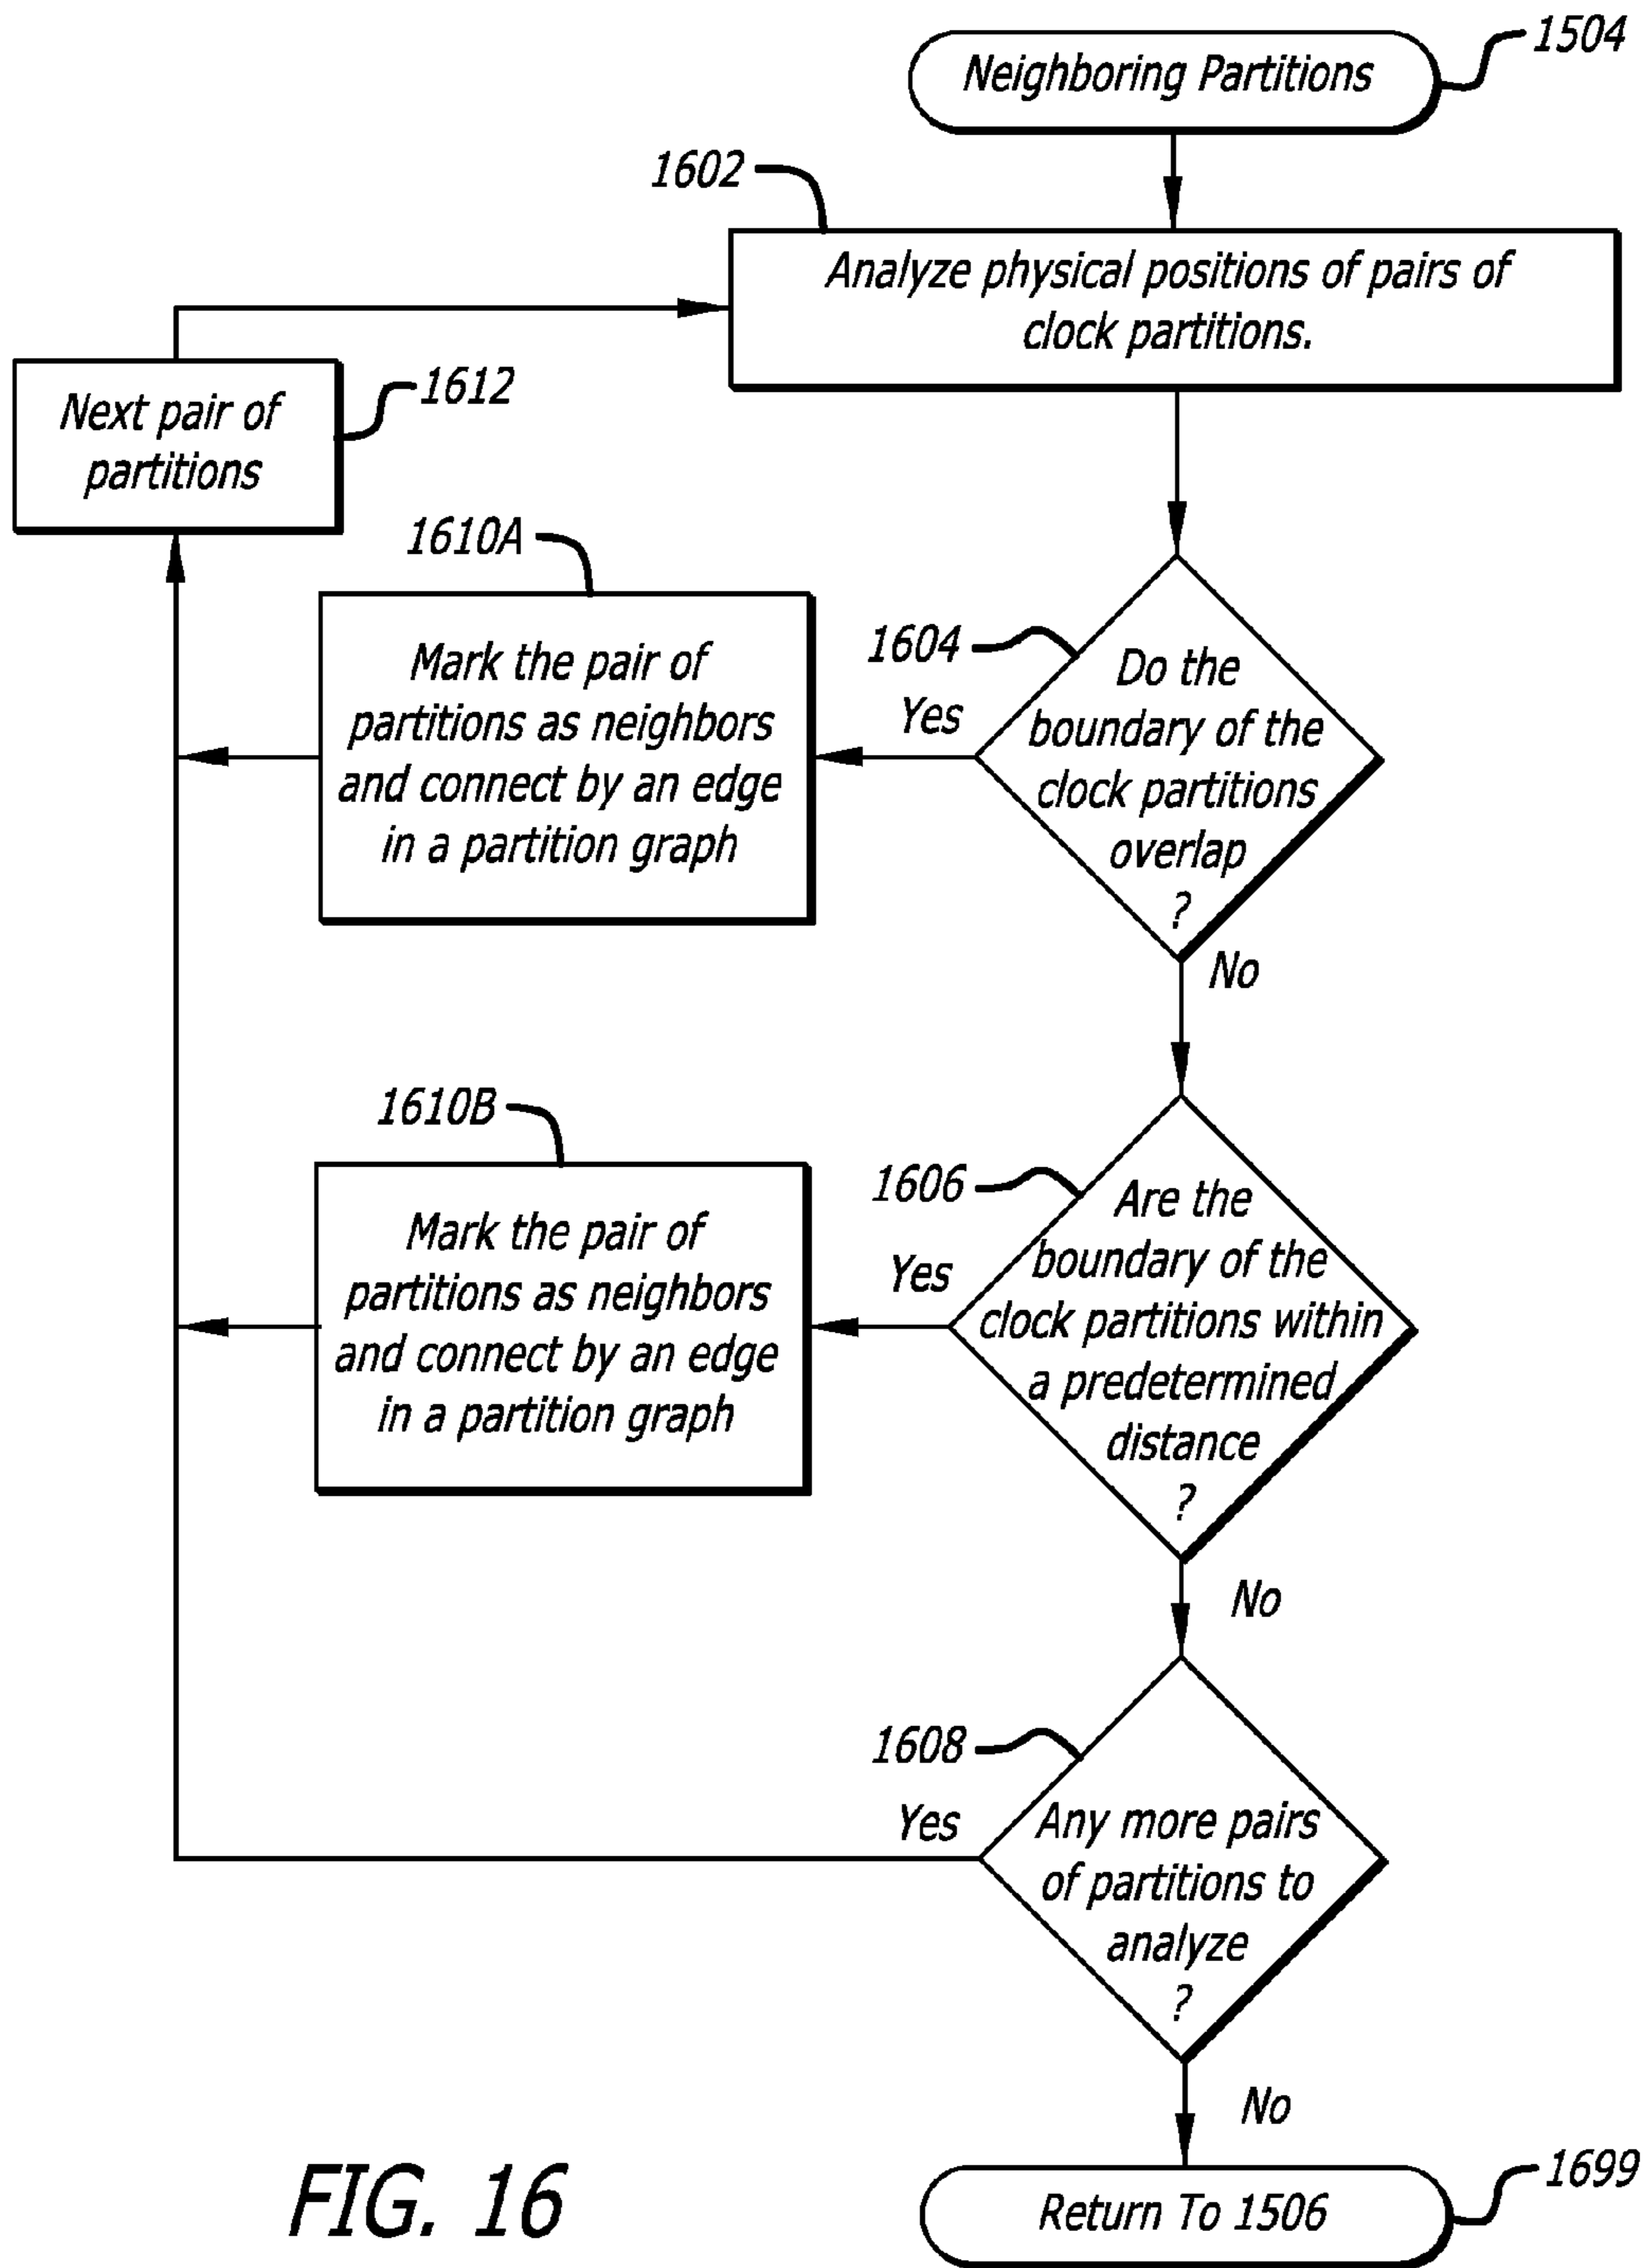 Neighboring Partitions
1504
1602
Analyze physical positions of pairs of
clock partitions.
Next pair of
partitions
1612
1610A
Mark the pair of
partitions as neighbors
and connect by an edge
in a partition graph
1604
Yes
Do the
boundary of the
clock partitions
overlap
?
No
1610B
Mark the pair of
partitions as neighbors
and connect by an edge
in a partition graph
1606
Yes
Are the
boundary of the
clock partitions within
a predetermined
distance
?
No
1608
Yes
Any more pairs
of partitions to
analyze
?
No
Return To 1506
1699
FIG. 16